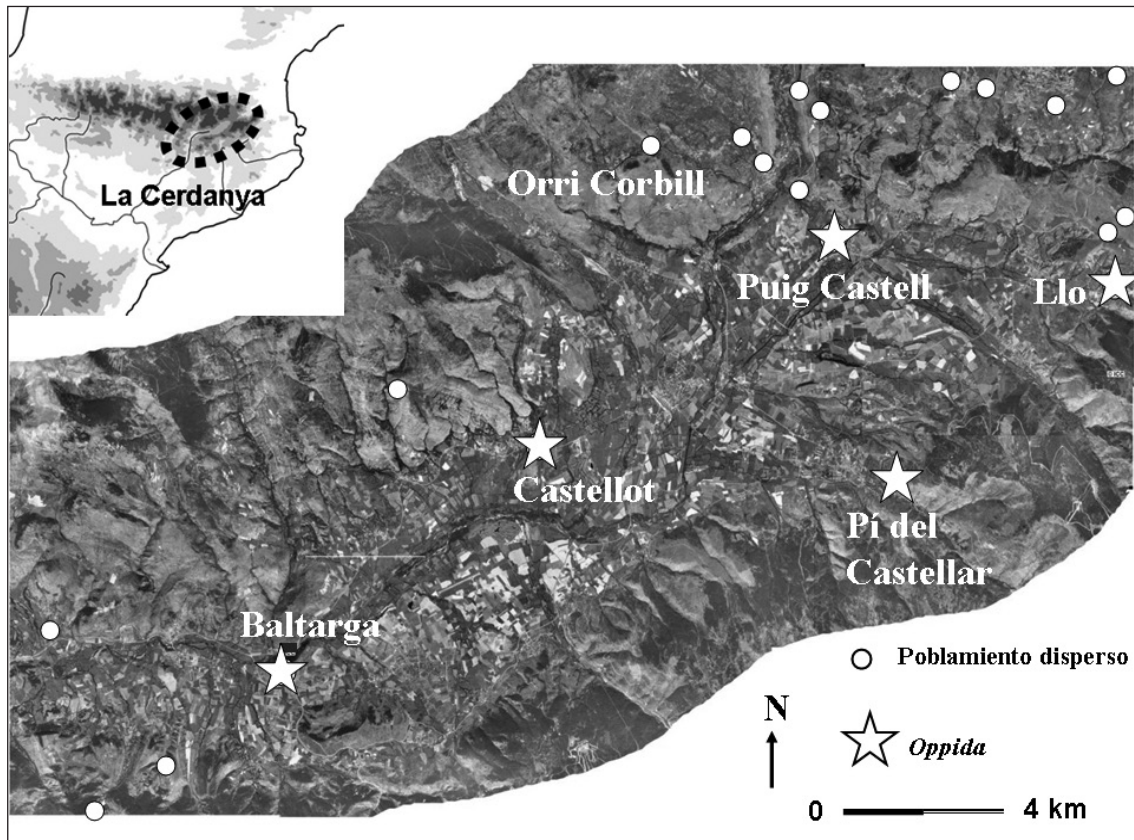 La Cerdanya
Orri Corbill
Puig Castell
Llo
Castellot
Pí del
Castellar
Baltarga
Poblamiento disperso
N
Oppida
0 4 km